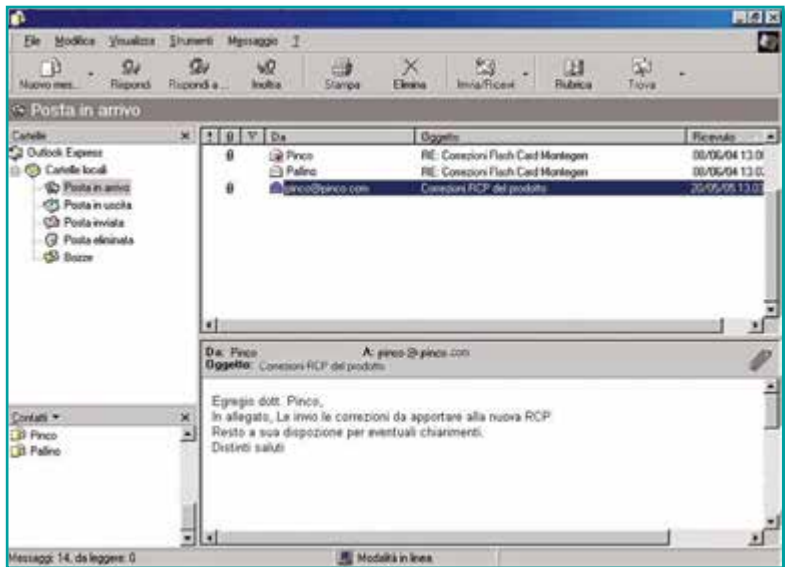 File Modifica Visualizza Strumenti Messaggio ?
Nuovo mes... Rispondi Rispondi a ... Inoltra Stampa Elimina Invia/Ricevi Rubrica Trova
Posta in arrivo
Cartelle
Outlook Express
Cartelle locali
Posta in arrivo
Posta in uscita
Posta inviata
Posta eliminata
Bozze
! Da Oggetto Ricevuto
Pinco RE: Correzioni Flash Card Montegen 08/06/04 13:0
Pallino RE: Correzioni Flash Card Montegen 08/06/04 13:0
pinco@pinco.com Correzioni RCP del prodotto 20/05/05 13:03
Da: Pinco A: pinco @ pinco .com
Oggetto: Correzioni RCP del prodotto
Egregio dott. Pinco,
In allegato, Le invio le correzioni da apportare alla nuova RCP
Resto a sua dispozione per eventuali chiarimenti.
Distinti saluti
Contatti
Pinco
Pallino
Messaggi: 14, da leggere: 0 Modalità in linea